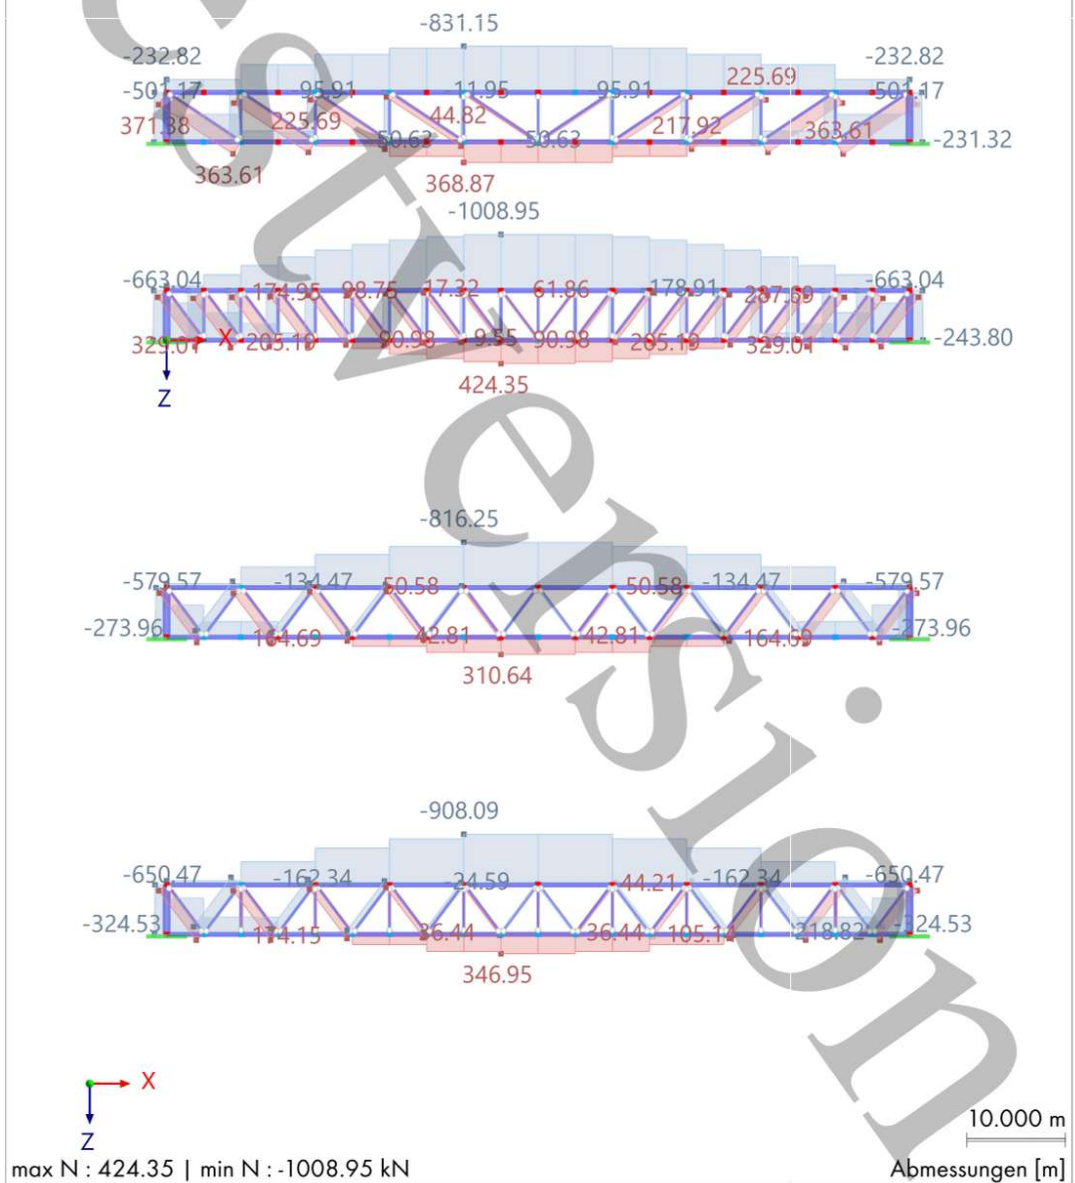 -831.15
-232.82 -232.82
225.69
-501.17 95.91 -11.95 95.91 -501.17
371.38 225.69 44.82 217.92 363.61
50.63 50.63 -231.32
363.61 368.87
-1008.95
-663.04 174.95 98.75 17.32 61.86 -178.91 287.69 -663.04
329.01 205.19 90.98 9.55 90.98 205.19 329.01 -243.80
X
Z
424.35
-816.25
-579.57 -134.47 50.58 50.58 -134.47 -579.57
-273.96 164.69 42.81 42.81 164.69 -273.96
310.64
-908.09
-650.47 -162.34 -24.59 44.21 -162.34 -650.47
-324.53 174.15 36.44 36.44 105.14 -218.82 -324.53
346.95
X
Z
10.000 m
max N : 424.35 | min N : -1008.95 kN
Abmessungen [m]